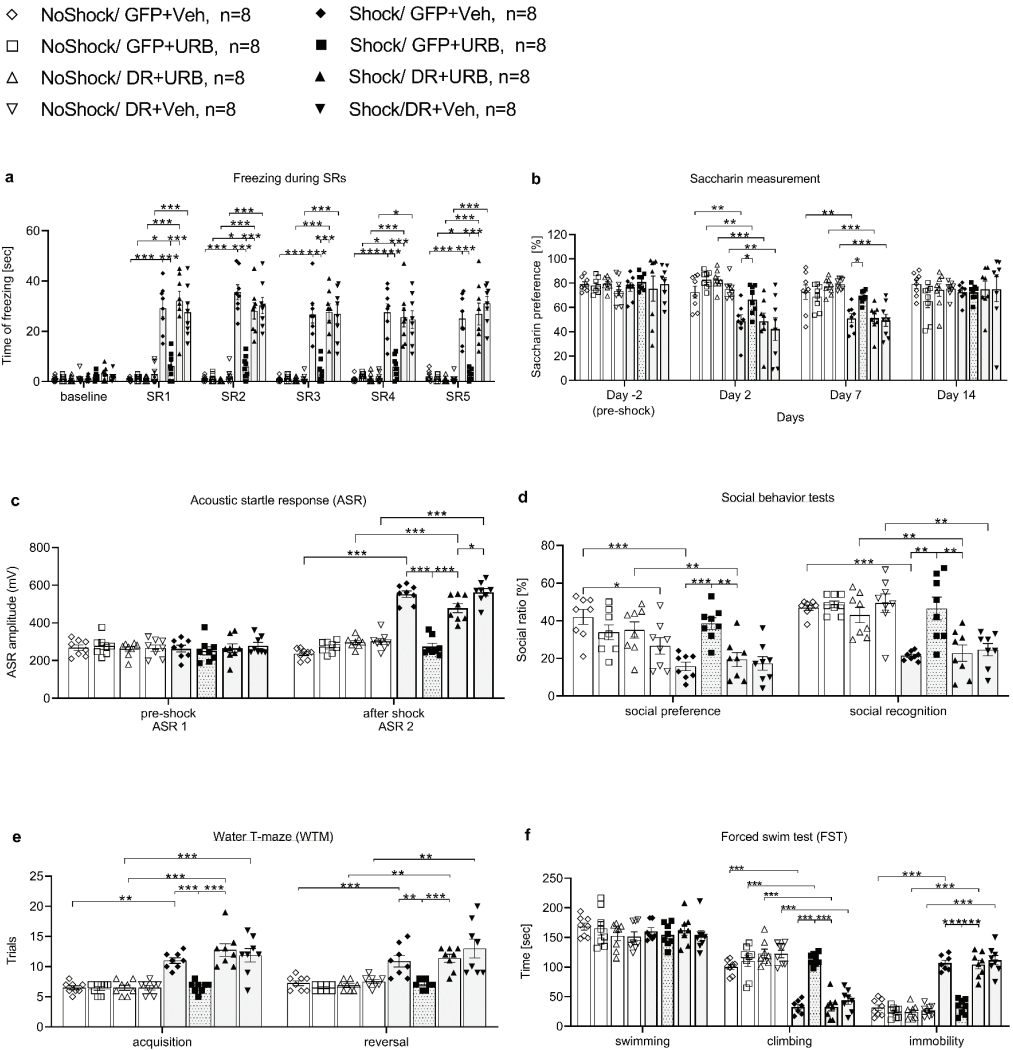 NoShock/ GFP+Veh, n=8
Shock/ GFP+Veh, n=8
NoShock/ GFP+URB, n=8
Shock/ GFP+URB, n=8
NoShock/ DR+URB, n=8
Shock/ DR+URB, n=8
NoShock/ DR+Veh, n=8
Shock/DR+Veh, n=8
a
Freezing during SRs
Time of freezing [sec]
60
40
20
0
baseline SR1 SR2 SR3 SR4 SR5
b
Saccharin measurement
Saccharin preference [%]
120
100
80
60
40
20
0
Day -2 Day 2 Day 7 Day 14
(pre-shock)
Days
c
Acoustic startle response (ASR)
ASR amplitude (mV)
800
600
400
200
0
pre-shock after shock
ASR 1 ASR 2
d
Social behavior tests
Social ratio [%]
80
60
40
20
0
social preference social recognition
e
Water T-maze (WTM)
Trials
25
20
15
10
5
0
acquisition reversal
f
Forced swim test (FST)
Time [sec]
250
200
150
100
50
0
swimming climbing immobility